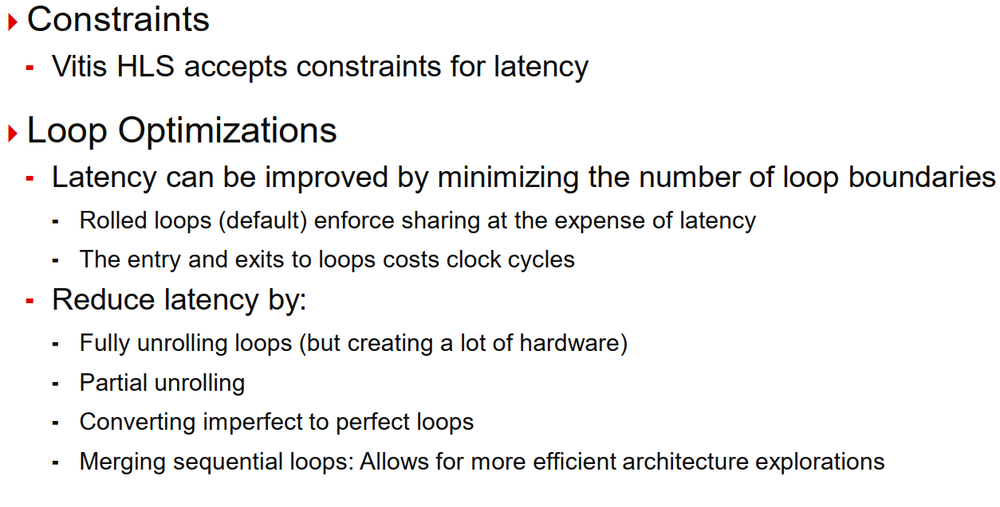 Constraints
- Vitis HLS accepts constraints for latency
Loop Optimizations
- Latency can be improved by minimizing the number of loop boundaries
- Rolled loops (default) enforce sharing at the expense of latency
- The entry and exits to loops costs clock cycles
- Reduce latency by:
- Fully unrolling loops (but creating a lot of hardware)
- Partial unrolling
- Converting imperfect to perfect loops
- Merging sequential loops: Allows for more efficient architecture explorations